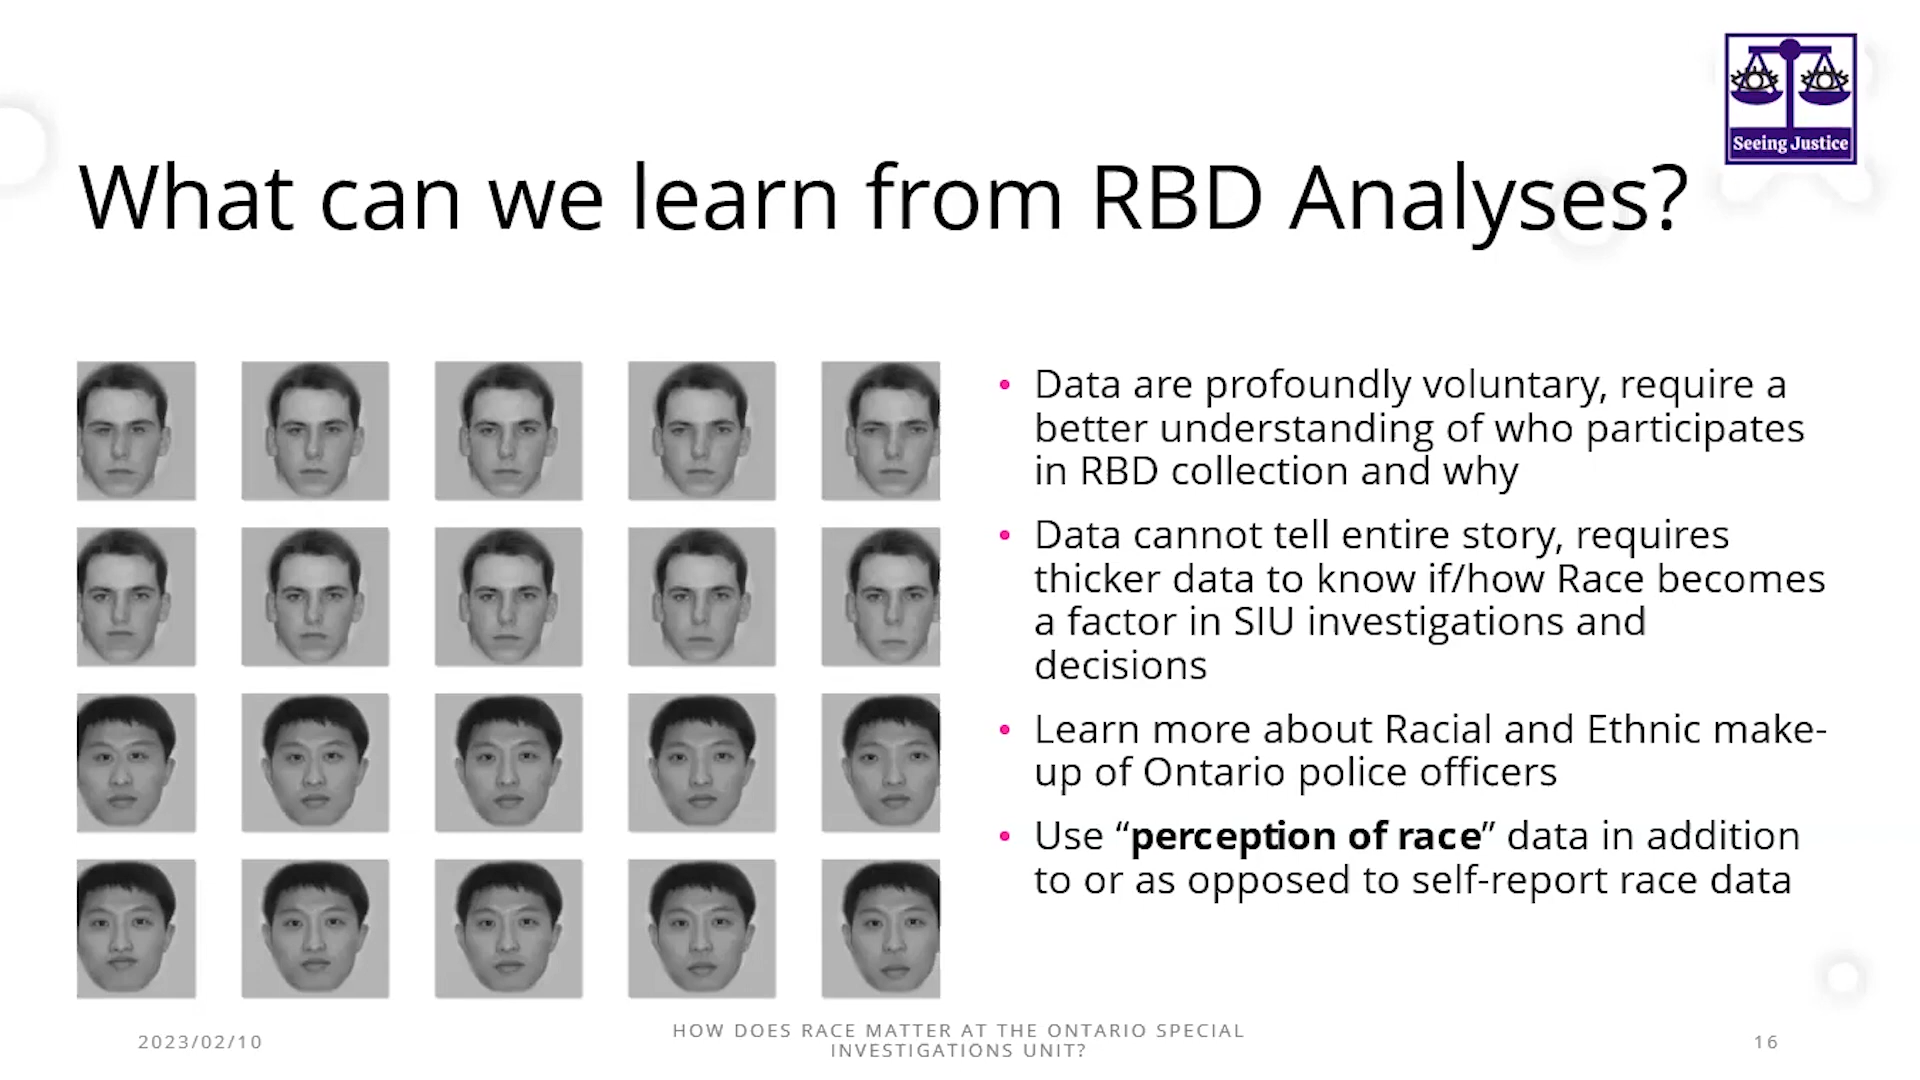 Seeing Justice
What can we learn from RBD Analyses?
• Data are profoundly voluntary, require a
better understanding of who participates
in RBD collection and why
• Data cannot tell entire story, requires
thicker data to know if/how Race becomes
a factor in SIU investigations and
decisions
• Learn more about Racial and Ethnic make-
up of Ontario police officers
• Use “perception of race” data in addition
to or as opposed to self-report race data
2023/02/10
HOW DOES RACE MATTER AT THE ONTARIO SPECIAL
INVESTIGATIONS UNIT?
16